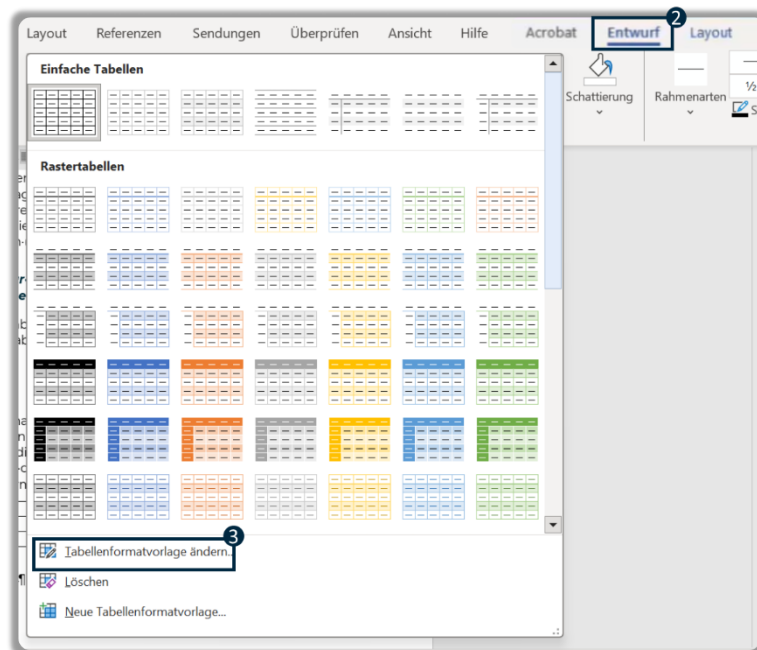 2
Layout Referenzen Sendungen Überprüfen Ansicht Hilfe Acrobat Entwurf Layout
Einfache Tabellen
Schattierung Rahmenarten
½
Rastertabellen
3
Tabellenformatvorlage ändern...
Löschen
Neue Tabellenformatvorlage...